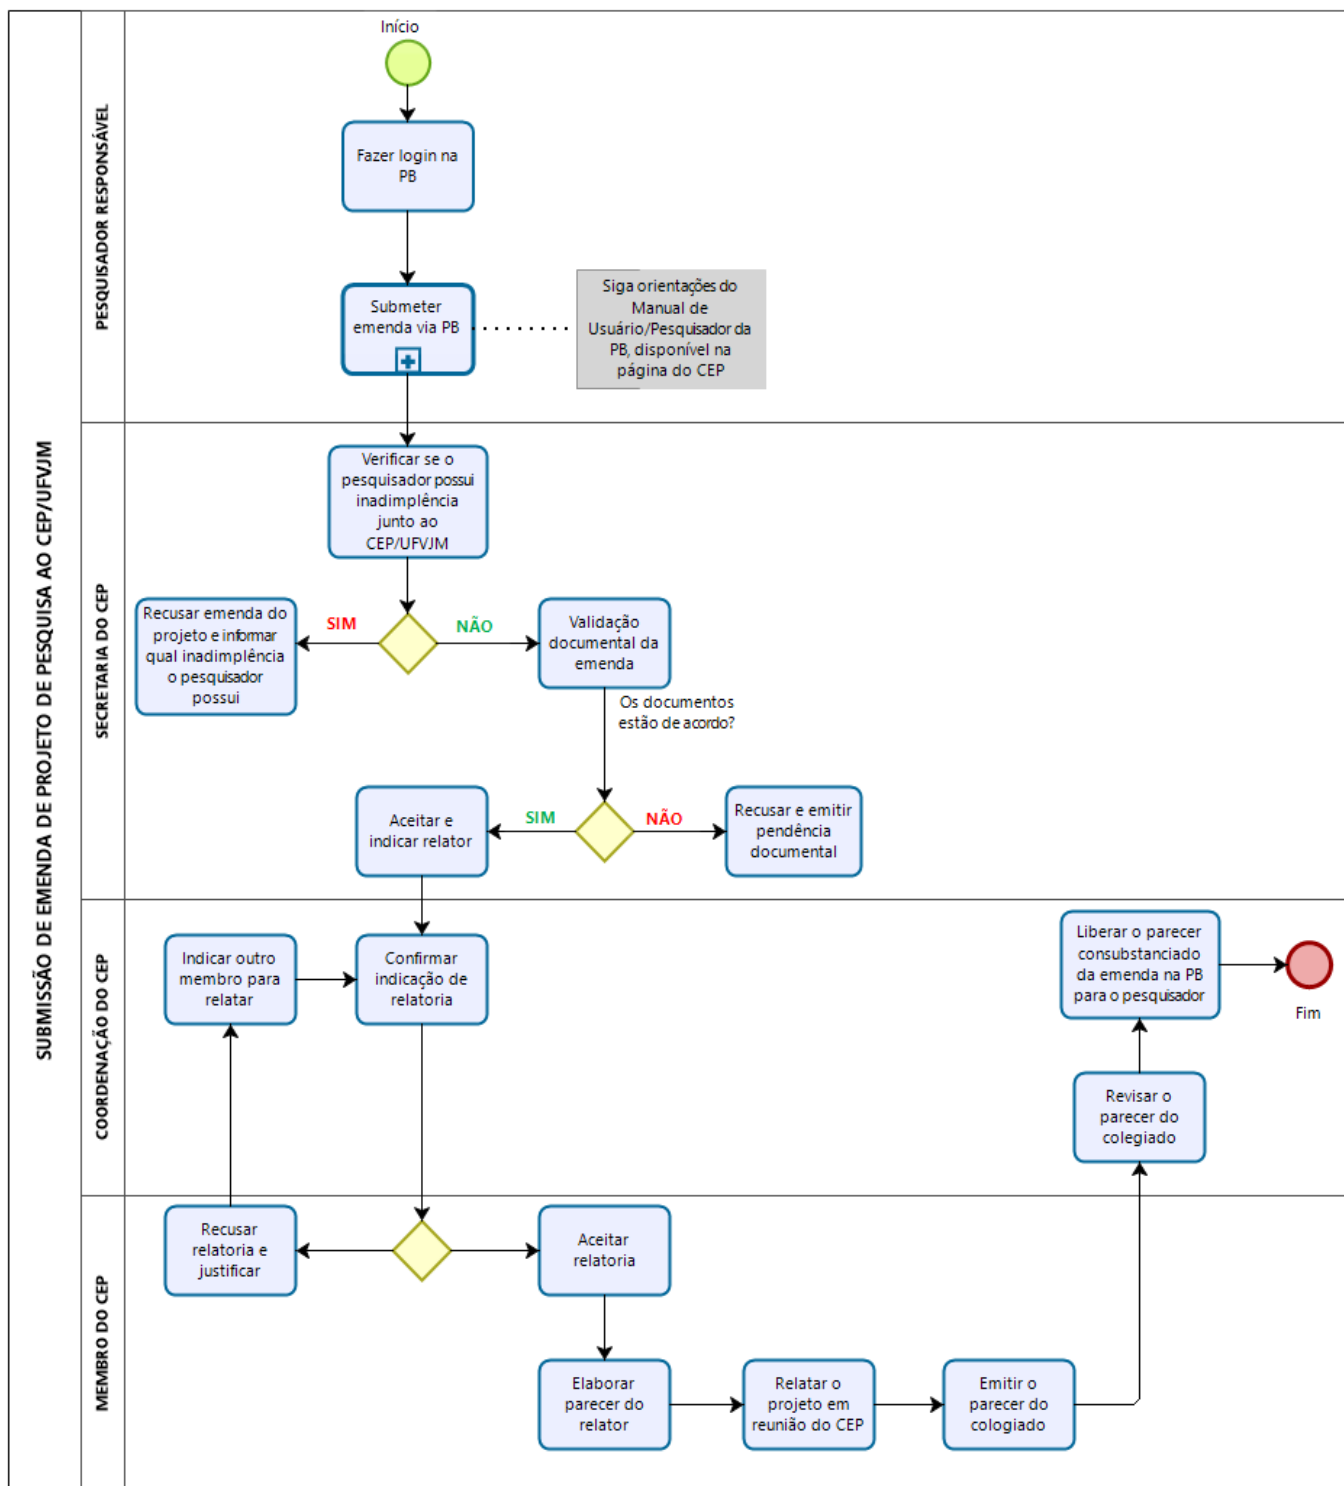 SUBMISSÃO DE EMENDA DE PROJETO DE PESQUISA AO CEP/UFVJM
PESQUISADOR RESPONSÁVEL
Início
Fazer login na
PB
Submeter
emenda via PB
Siga orientações do
Manual de
Usuário/Pesquisador da
PB, disponível na
página do CEP
SECRETARIA DO CEP
Verificar se o
pesquisador possui
inadimplência
junto ao
CEP/UFVJM
Recusar emenda do
projeto e informar
qual inadimplência
o pesquisador
possui
SIM
NÃO
Validação
documental da
emenda
Os documentos
estão de acordo?
Aceitar e
indicar relator
SIM
NÃO
Recusar e emitir
pendência
documental
COORDENAÇÃO DO CEP
Indicar outro
membro para
relatar
Confirmar
indicação de
relatoria
Liberar o parecer
consubstanciado
da emenda na PB
para o pesquisador
Fim
Revisar o
parecer do
colegiado
MEMBRO DO CEP
Recusar
relatoria e
justificar
Aceitar
relatoria
Elaborar
parecer do
relator
Relatar o
projeto em
reunião do CEP
Emitir o
parecer do
cologiado